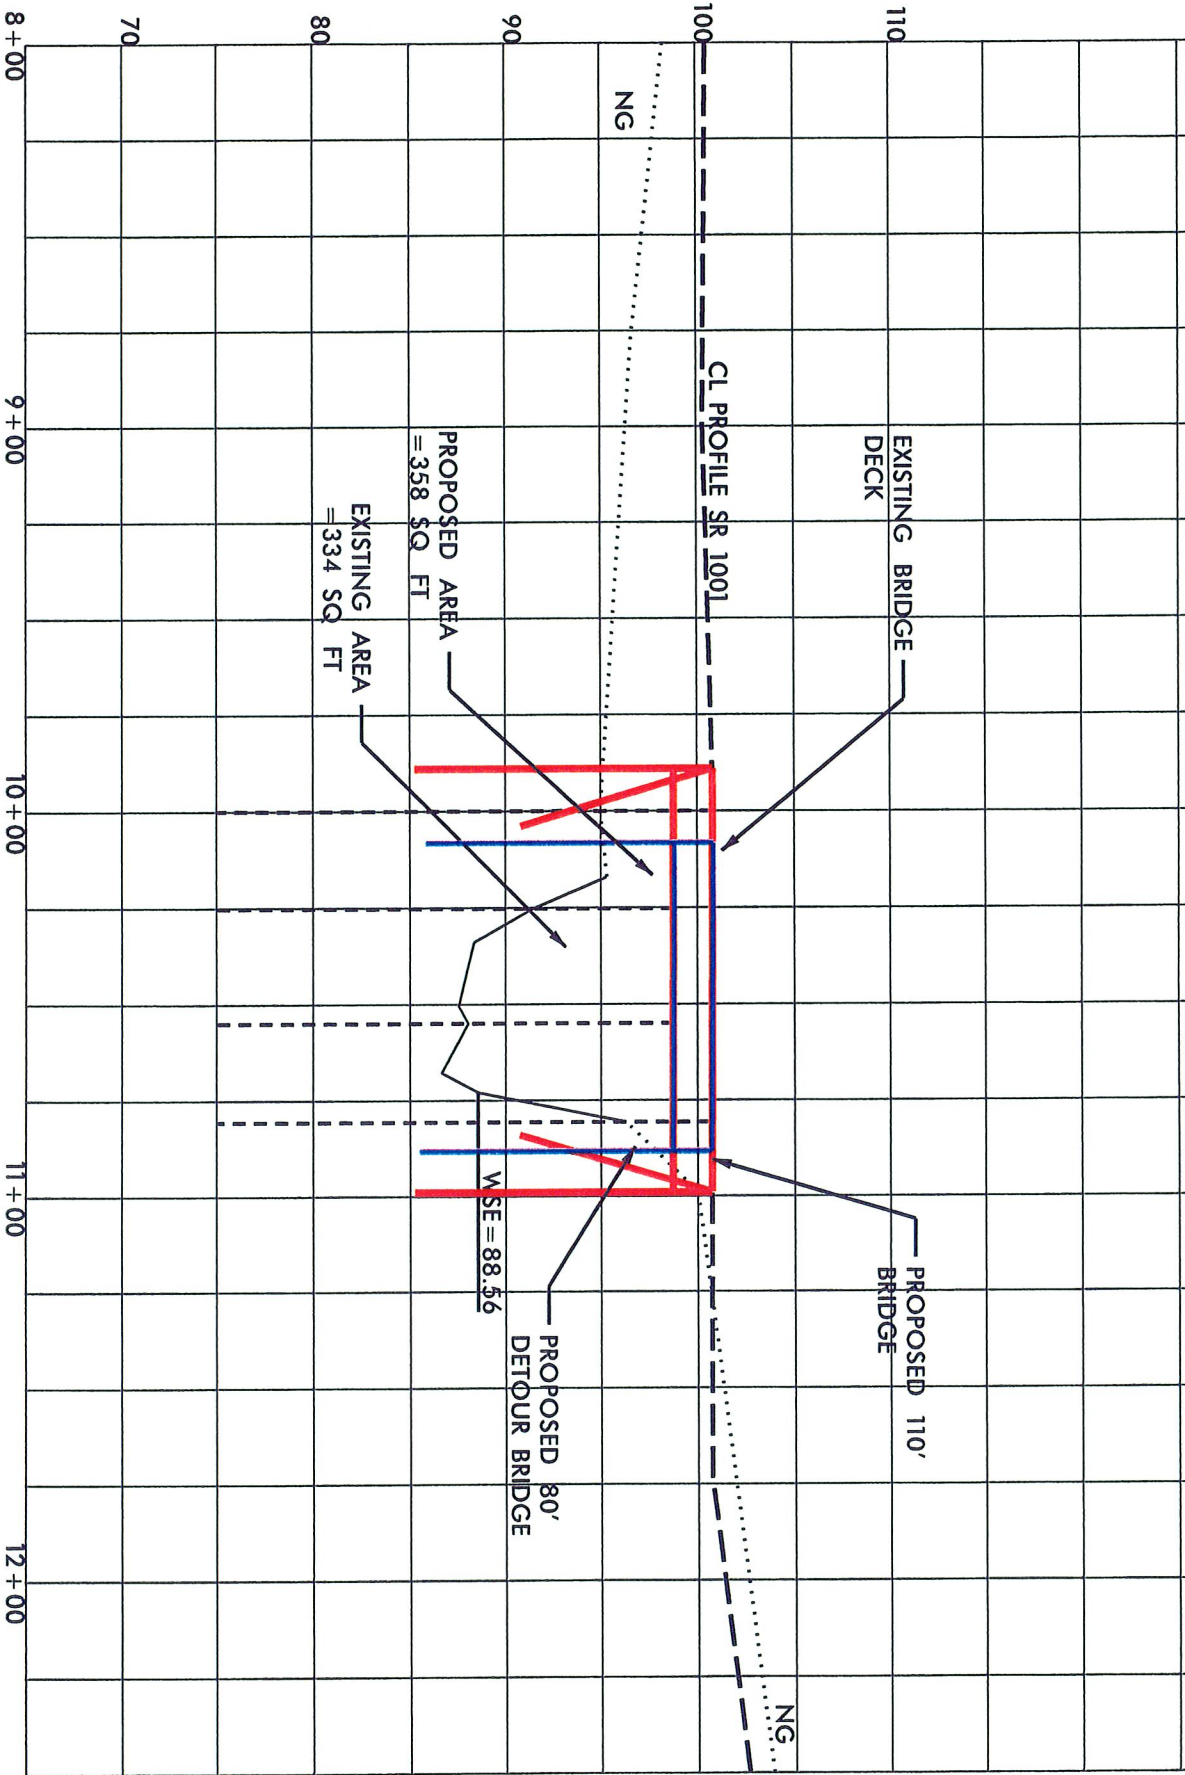 110
100
90
80
70
8+00
9+00
10+00
11+00
12+00
EXISTING BRIDGE
DECK
PROPOSED 110'
BRIDGE
CL PROFILE SR 1001
NG
NG
PROPOSED AREA
=358 SQ FT
EXISTING AREA
=334 SQ FT
WSE=88.56
PROPOSED 80'
DETOUR BRIDGE